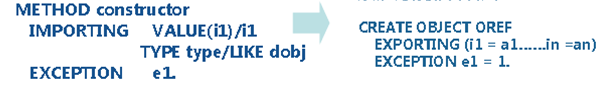 METHOD constructor
IMPORTING VALUE(i1)/i1
TYPE type/LIKE dobj
EXCEPTION e1.
CREATE OBJECT OREF
EXPORTING (i1 = a1......in =an)
EXCEPTION e1 = 1.